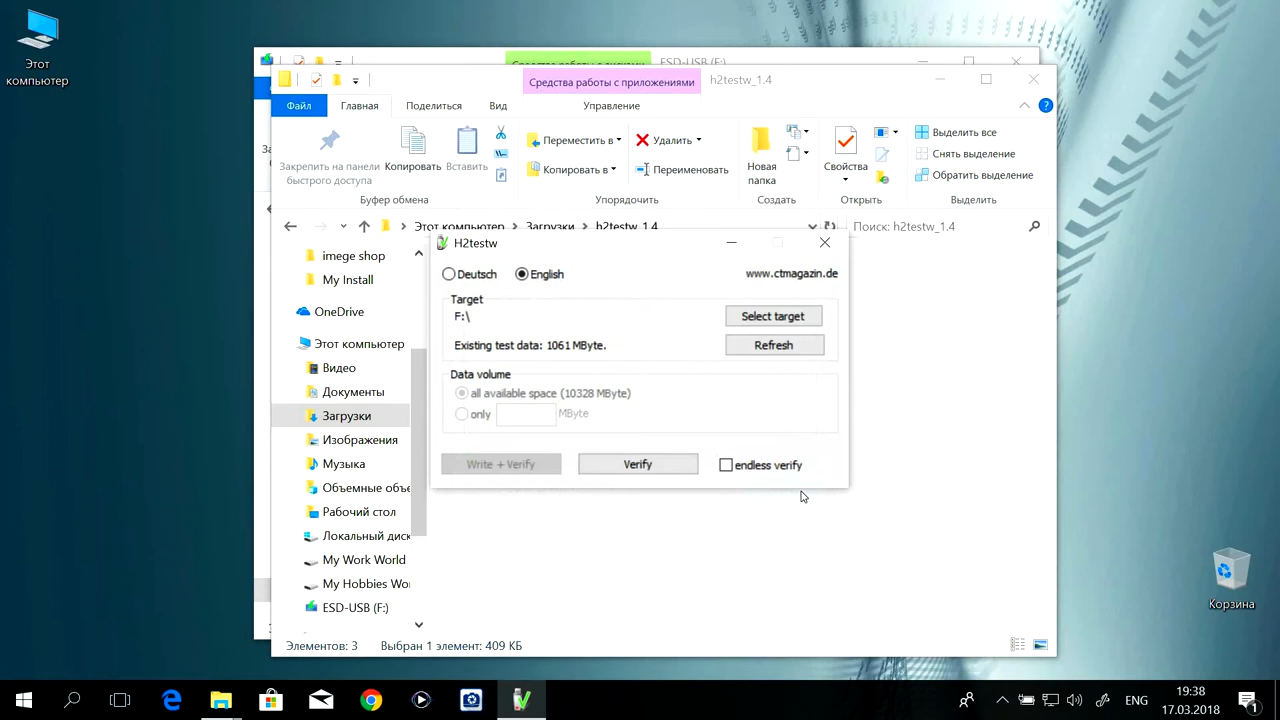 Этот
компьютер
ESD-USB (F:)
Средства работы с приложениями
h2testw_1.4
Файл
Главная
Поделиться
Вид
Управление
Закрепить на панели
быстрого доступа
Копировать
Вставить
Переместить в
Копировать в
Удалить
Переименовать
Новая
папка
Свойства
Выделить все
Снять выделение
Обратить выделение
Буфер обмена
Упорядочить
Создать
Открыть
Выделить
Этот компьютер
Загрузки
h2testw_1.4
Поиск: h2testw_1.4
imege shop
My Install
OneDrive
Этот компьютер
Видео
Документы
Загрузки
Изображения
Музыка
Объемные объе
Рабочий стол
Локальный диск
My Work World
My Hobbies Wo
ESD-USB (F:)
H2testw
Deutsch
English
www.ctmagazin.de
Target
F:\
Select target
Existing test data: 1061 MByte.
Refresh
Data volume
all available space (10328 MByte)
only
MByte
Write + Verify
Verify
endless verify
Элементов: 3
Выбран 1 элемент: 409 КБ
Корзина
ENG
19:38
17.03.2018
1